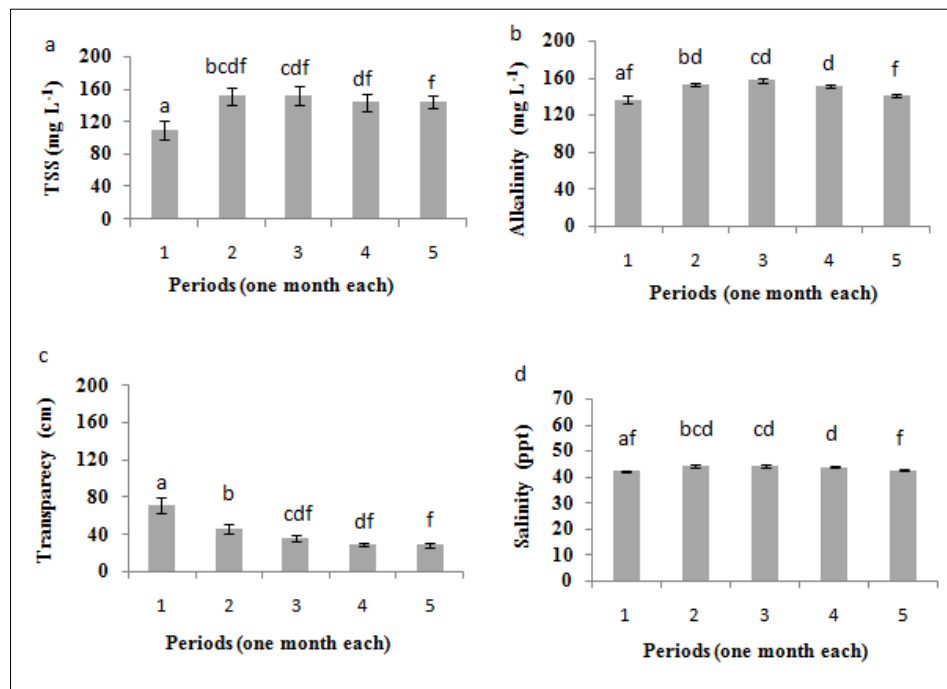 a
TSS (mg L-1)
200
160
120
80
40
0
a
bcdf
cdf
df
f
1 2 3 4 5
Periods (one month each)
b
Alkalinity (mg L-1)
200
160
120
80
40
0
af
bd
cd
d
f
1 2 3 4 5
Periods (one month each)
c
Transparecy (cm)
200
160
120
80
40
0
a
b
cdf
df
f
1 2 3 4 5
Periods (one month each)
d
Salinity (ppt)
70
60
50
40
30
20
10
0
af
bcd
cd
d
f
1 2 3 4 5
Periods (one month each)